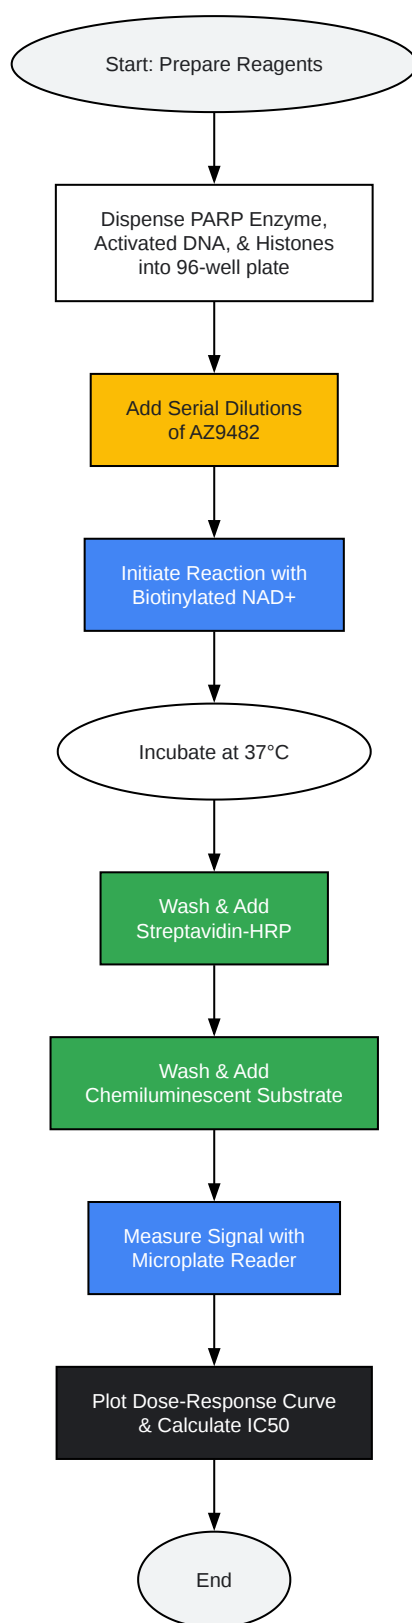 Start: Prepare Reagents
Dispense PARP Enzyme,
Activated DNA, & Histones
into 96-well plate
Add Serial Dilutions
of AZ9482
Initiate Reaction with
Biotinylated NAD+
Incubate at 37°C
Wash & Add
Streptavidin-HRP
Wash & Add
Chemiluminescent Substrate
Measure Signal with
Microplate Reader
Plot Dose-Response Curve
& Calculate IC50
End